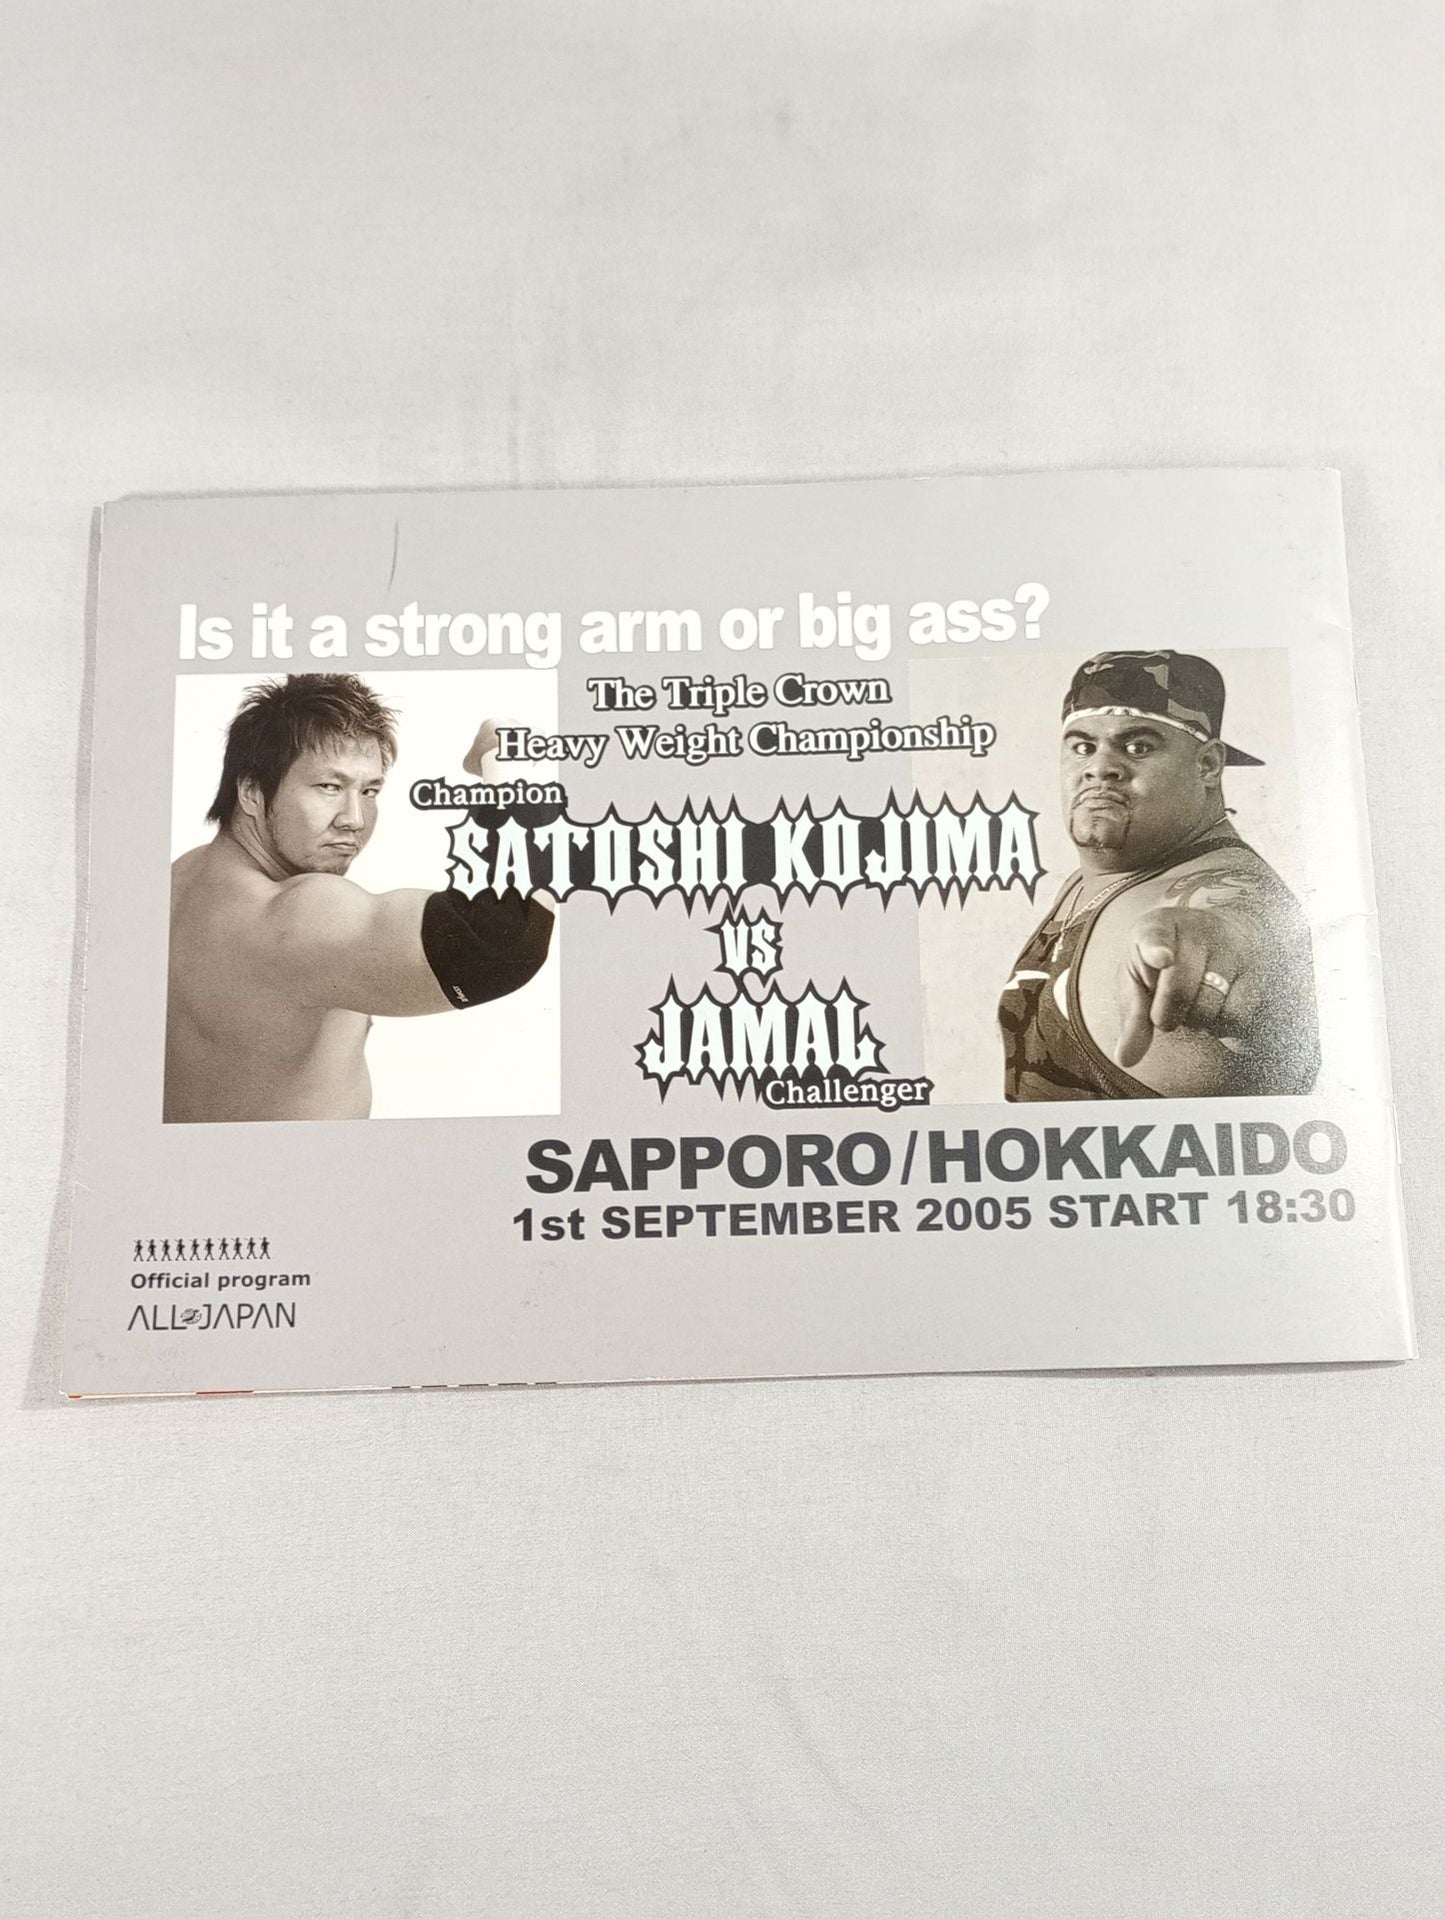 Is it a strong arm or big ass?
The Triple Crown
Heavy Weight Championship
Champion
SATOSHI KOJIMA
VS
JAMAL
Challenger
SAPPORO/HOKKAIDO
1st SEPTEMBER 2005 START 18:30
Official program
ALL JAPAN